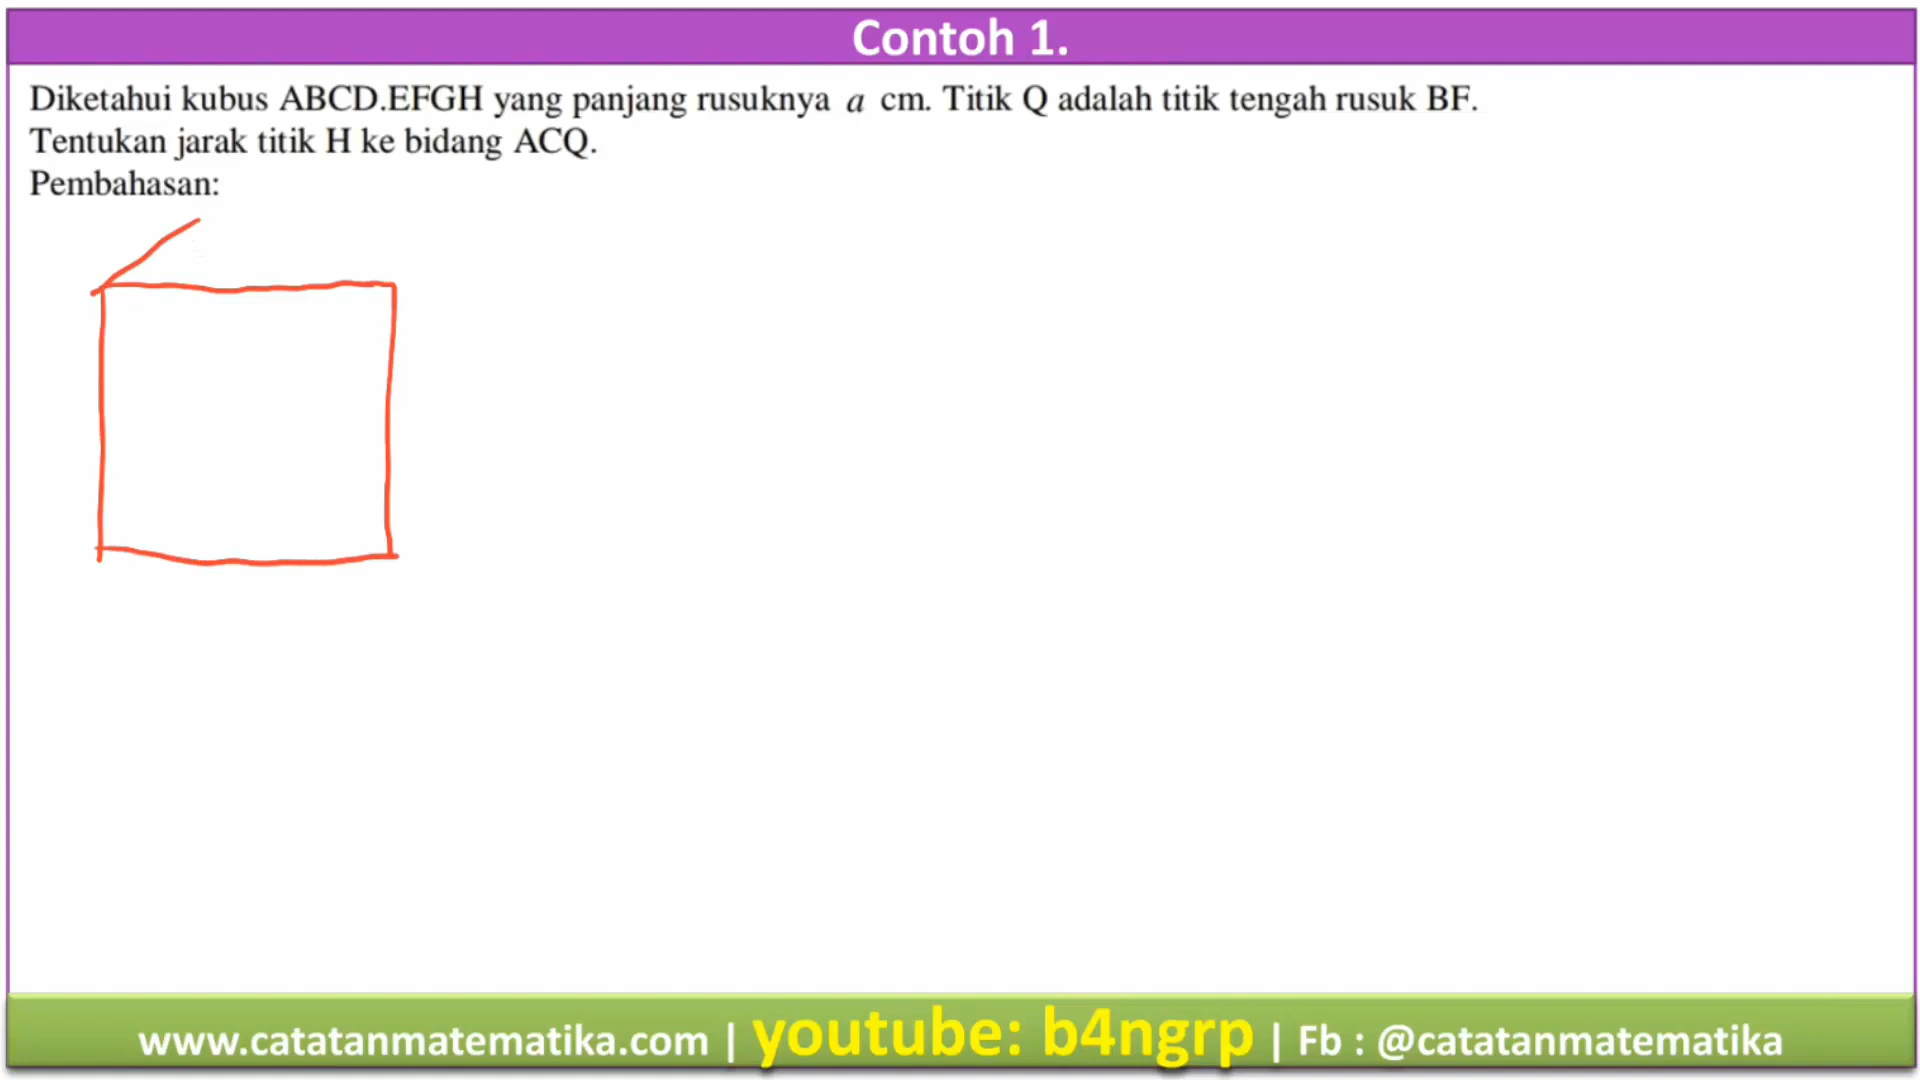 Contoh 1.
Diketahui kubus ABCD.EFGH yang panjang rusuknya a cm. Titik Q adalah titik tengah rusuk BF.
Tentukan jarak titik H ke bidang ACQ.
Pembahasan:
www.catatanmatematika.com | youtube: b4ngrp | Fb : @catatanmatematika